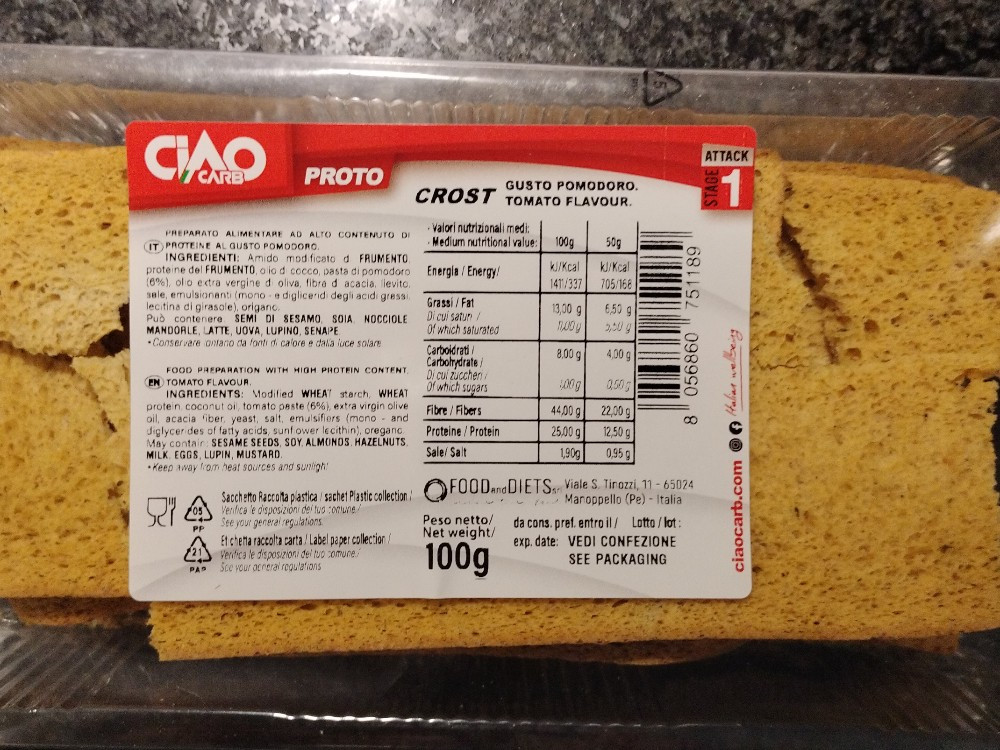 05
CIAO
CARB
PROTO
CROST GUSTO POMODORO.
TOMATO FLAVOUR.
ATTACK
STAGE 1
PREPARATO ALIMENTARE AD ALTO CONTENUTO DI
IT PROTEINE AL GUSTO POMODORO.
INGREDIENTI: Amido modificato di FRUMENTO,
proteine del FRUMENTO, olio di cocco, pasta di pomodoro
(6%), olio extra vergine di oliva, fibra d acacia, lievito,
sale, emulsionanti (mono - e digliceridi degli acidi grassi,
lecitina di girasole), origano.
Può contenere: SEMI DI SESAMO, SOIA, NOCCIOLE
MANDORLE, LATTE, UOVA, LUPINO, SENAPE.
• Conservare lontano da fonti di calore e dalla luce solare
FOOD PREPARATION WITH HIGH PROTEIN CONTENT.
EN TOMATO FLAVOUR.
INGREDIENTS: Modified WHEAT starch, WHEAT
protein, coconut oil, tomato paste (6%), extra virgin olive
oil, acacia fiber, yeast, salt, emulsifiers (mono - and
diglycerides of fatty acids, sunflower lecithin), oregano.
May contain: SESAME SEEDS, SOY, ALMONDS, HAZELNUTS,
MILK, EGGS, LUPIN, MUSTARD.
• Keep away from heat sources and sunlight
Sacchetto Raccolta plastica / sachet Plastic collection /
Verifica le disposizioni del tuo comune /
See your general regulations.
05
PP
Etichetta raccolta carta / Label paper collection /
Verifica le disposizioni del tuo comune /
See your general regulations
21
PAP
- Valori nutrizionali medi:
- Medium nutritional value: 100g 50g
Energia / Energy/ kJ/Kcal kJ/Kcal
1417/337 705/168
Grassi / Fat 13,00 g 6,50 g
Di cui saturi /
Of which saturated
Carboidrati / 8,00 g 4,00 g
Carbohydrate /
Di cui zuccheri /
Of which sugars 0,50 g
Fibre / Fibers 44,00 g 22,00 g
Proteine / Protein 25,00 g 12,50 g
Sale/ Salt 1,90g 0,95 g
8 056860 751189
FOOD and DIETS srl Viale S. Tinozzi, 11 - 65024
Manoppello (Pe) - Italia
Peso netto/
Net weight/
100g
da cons. pref. entro il / Lotto / lot:
exp. date: VEDI CONFEZIONE
SEE PACKAGING
ciaocarb.com
Italian wellbeing